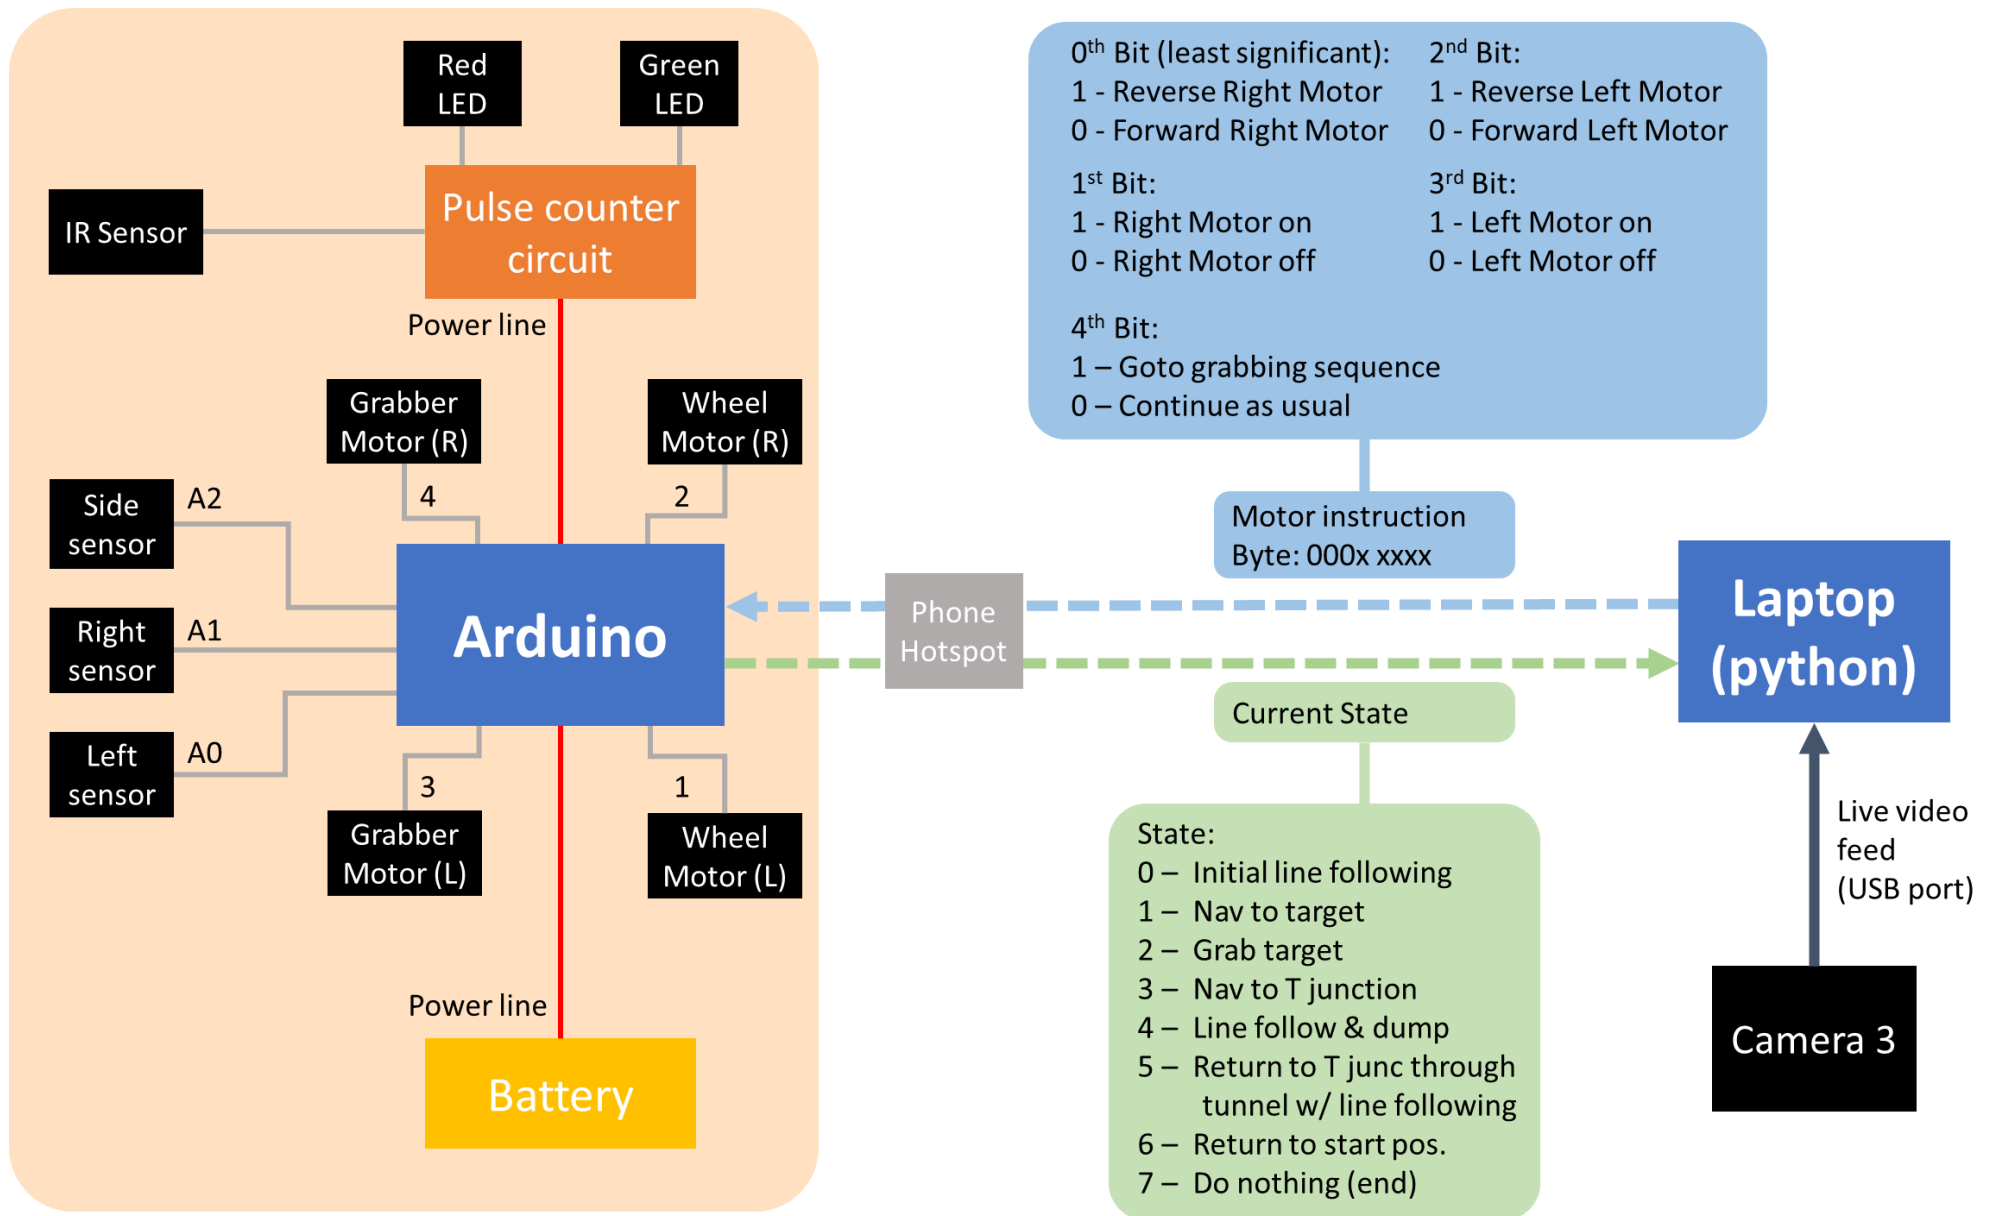 Red
LED
Green
LED
IR Sensor
Pulse counter
circuit
Power line
Grabber
Motor (R)
Wheel
Motor (R)
4
2
Side
sensor
A2
Right
sensor
A1
Left
sensor
A0
Arduino
3
1
Grabber
Motor (L)
Wheel
Motor (L)
Power line
Battery
0th Bit (least significant):
1 - Reverse Right Motor
0 - Forward Right Motor
2nd Bit:
1 - Reverse Left Motor
0 - Forward Left Motor
1st Bit:
1 - Right Motor on
0 - Right Motor off
3rd Bit:
1 - Left Motor on
0 - Left Motor off
4th Bit:
1 – Goto grabbing sequence
0 – Continue as usual
Motor instruction
Byte: 000x xxxx
Phone
Hotspot
Laptop
(python)
Current State
State:
0 – Initial line following
1 – Nav to target
2 – Grab target
3 – Nav to T junction
4 – Line follow & dump
5 – Return to T junc through
tunnel w/ line following
6 – Return to start pos.
7 – Do nothing (end)
Live video
feed
(USB port)
Camera 3